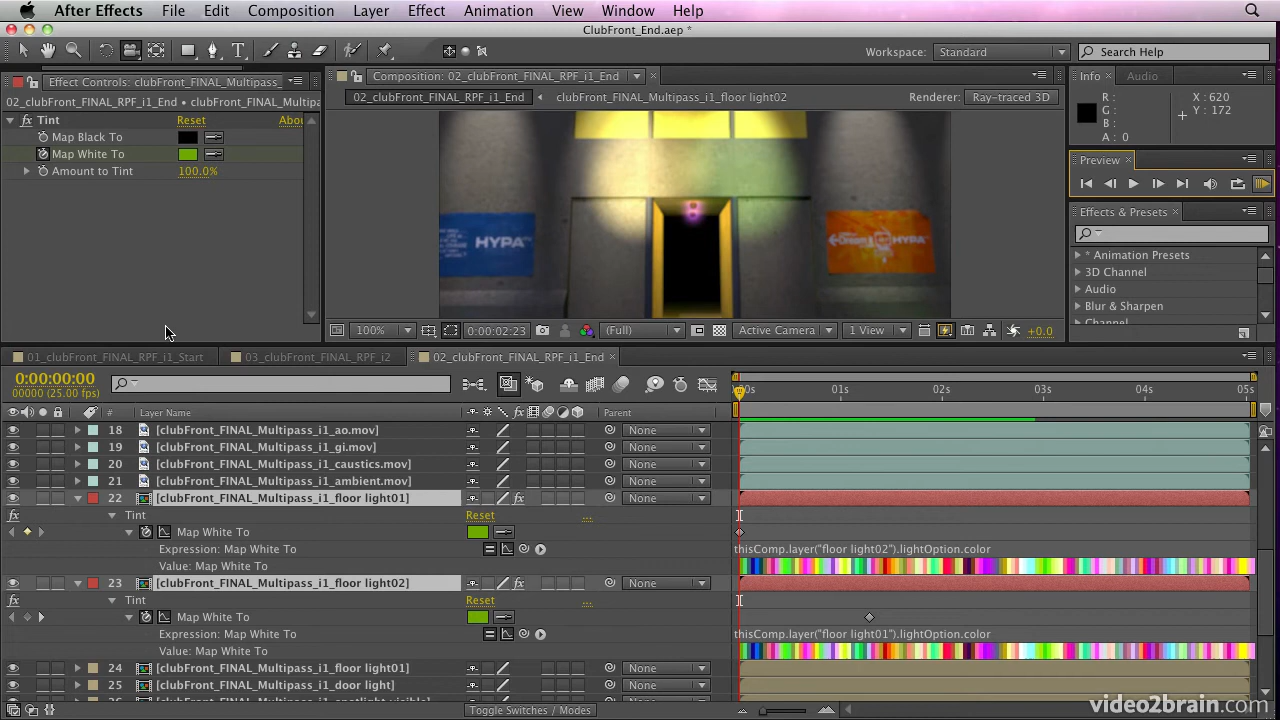 After Effects File Edit Composition Layer Effect Animation View Window Help
ClubFront_End.aep *
Workspace: Standard Search Help
Effect Controls: clubFront_FINAL_Multipass_
02_clubFront_FINAL_RPF_i1_End • clubFront_FINAL_Multipa
Tint Reset Abou
Map Black To
Map White To
Amount to Tint 100.0%
Composition: 02_clubFront_FINAL_RPF_i1_End
02_clubFront_FINAL_RPF_i1_End clubFront_FINAL_Multipass_i1_floor light02 Renderer: Ray-traced 3D
HYPA
HYPA
100% 0:00:02:23 (Full) Active Camera 1 View +0.0
Info Audio
R: X: 620
G: Y: 172
B:
A: 0
Preview
Effects & Presets
* Animation Presets
3D Channel
Audio
Blur & Sharpen
Channel
01_clubFront_FINAL_RPF_i1_Start 03_clubFront_FINAL_RPF_i2 02_clubFront_FINAL_RPF_i1_End
0:00:00:00
00000 (25.00 fps)
01s 02s 03s 04s 05s
# Layer Name fx Parent
18 [clubFront_FINAL_Multipass_i1_ao.mov] None
19 [clubFront_FINAL_Multipass_i1_gi.mov] None
20 [clubFront_FINAL_Multipass_i1_caustics.mov] None
21 [clubFront_FINAL_Multipass_i1_ambient.mov] None
22 [clubFront_FINAL_Multipass_i1_floor light01] fx None
fx Tint Reset ...
Map White To
Expression: Map White To thisComp.layer("floor light02").lightOption.color
Value: Map White To
23 [clubFront_FINAL_Multipass_i1_floor light02] fx None
fx Tint Reset ...
Map White To
Expression: Map White To thisComp.layer("floor light01").lightOption.color
Value: Map White To
24 [clubFront_FINAL_Multipass_i1_floor light01] None
25 [clubFront_FINAL_Multipass_i1_door light] None
Toggle Switches / Modes
video2brain.com